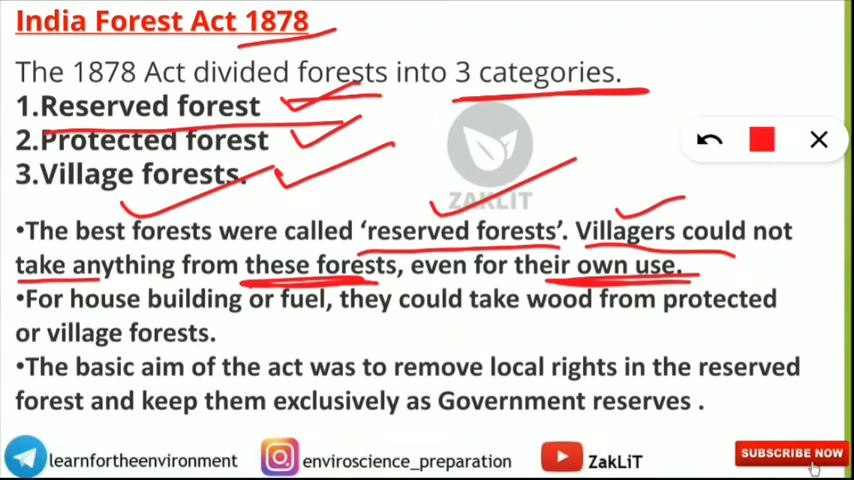 India Forest Act 1878
The 1878 Act divided forests into 3 categories.
1.Reserved forest
2.Protected forest
3.Village forests.
ZAKLIT
•The best forests were called ‘reserved forests’. Villagers could not
take anything from these forests, even for their own use.
•For house building or fuel, they could take wood from protected
or village forests.
•The basic aim of the act was to remove local rights in the reserved
forest and keep them exclusively as Government reserves .
learnfortheenvironment
enviroscience_preparation
ZakLiT
SUBSCRIBE NOW